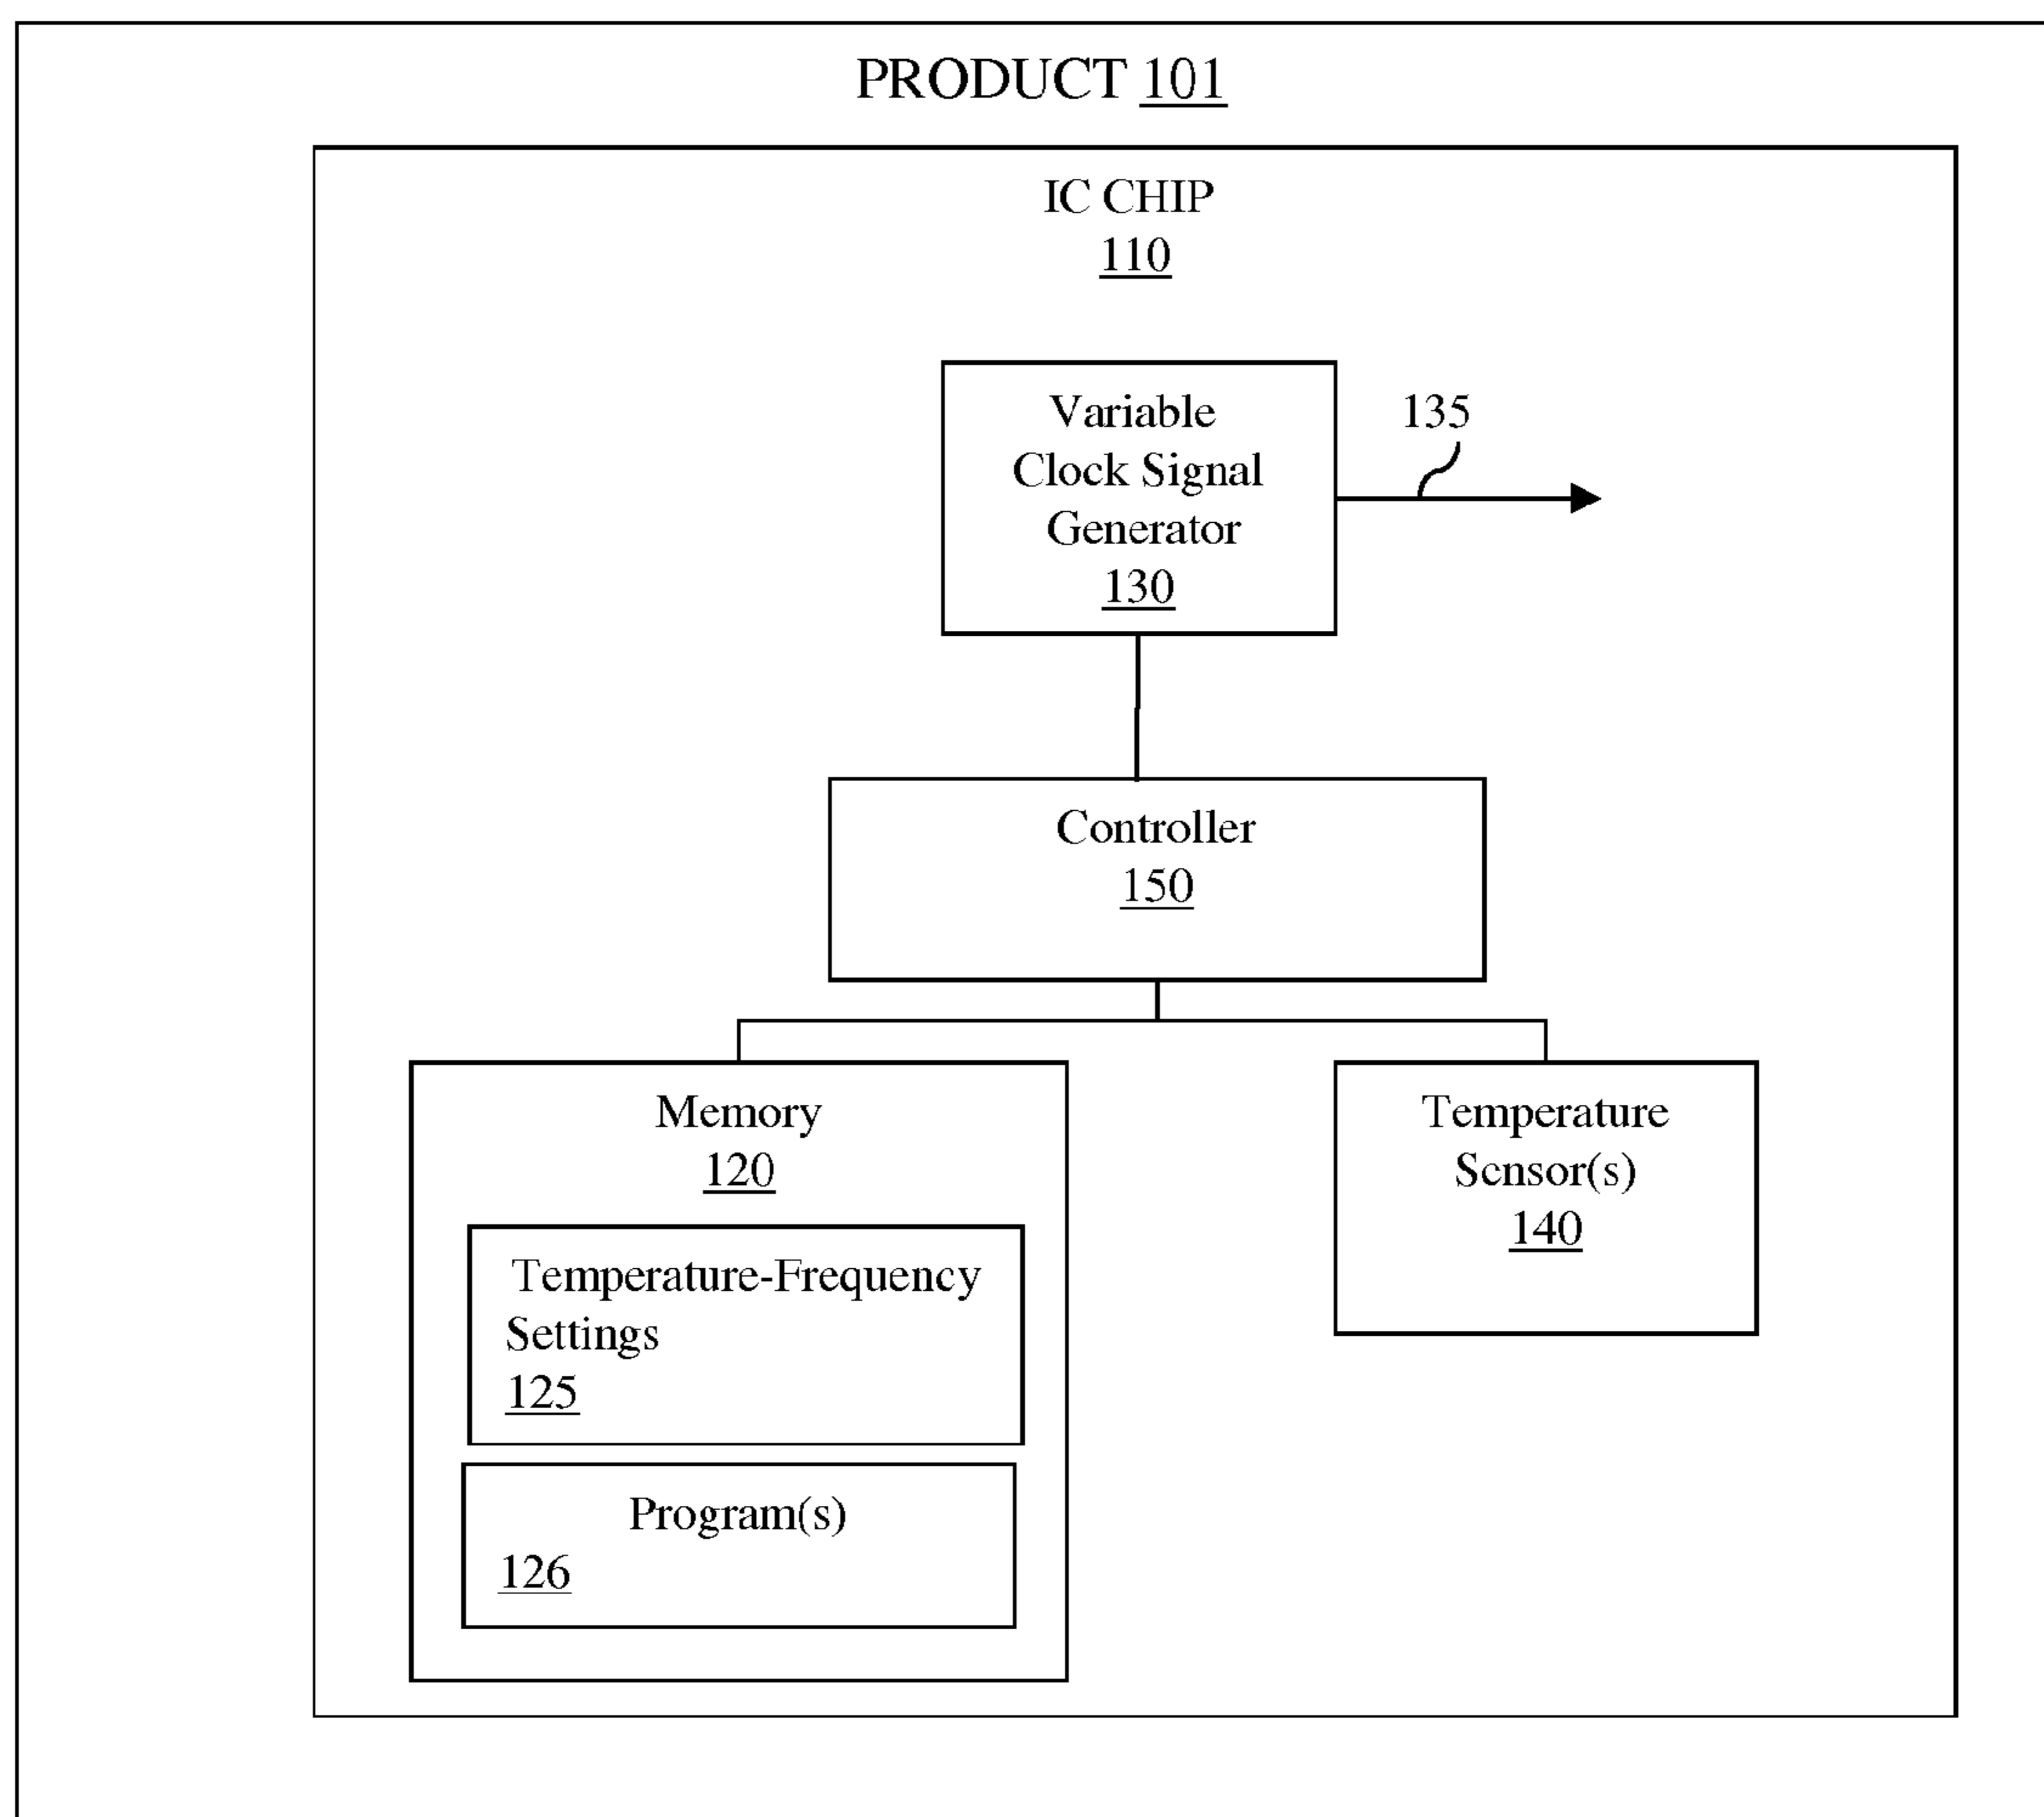 PRODUCT 101
IC CHIP
110
Variable
Clock Signal
Generator
130
135
Controller
150
Memory
120
Temperature-Frequency
Settings
125
Program(s)
126
Temperature
Sensor(s)
140